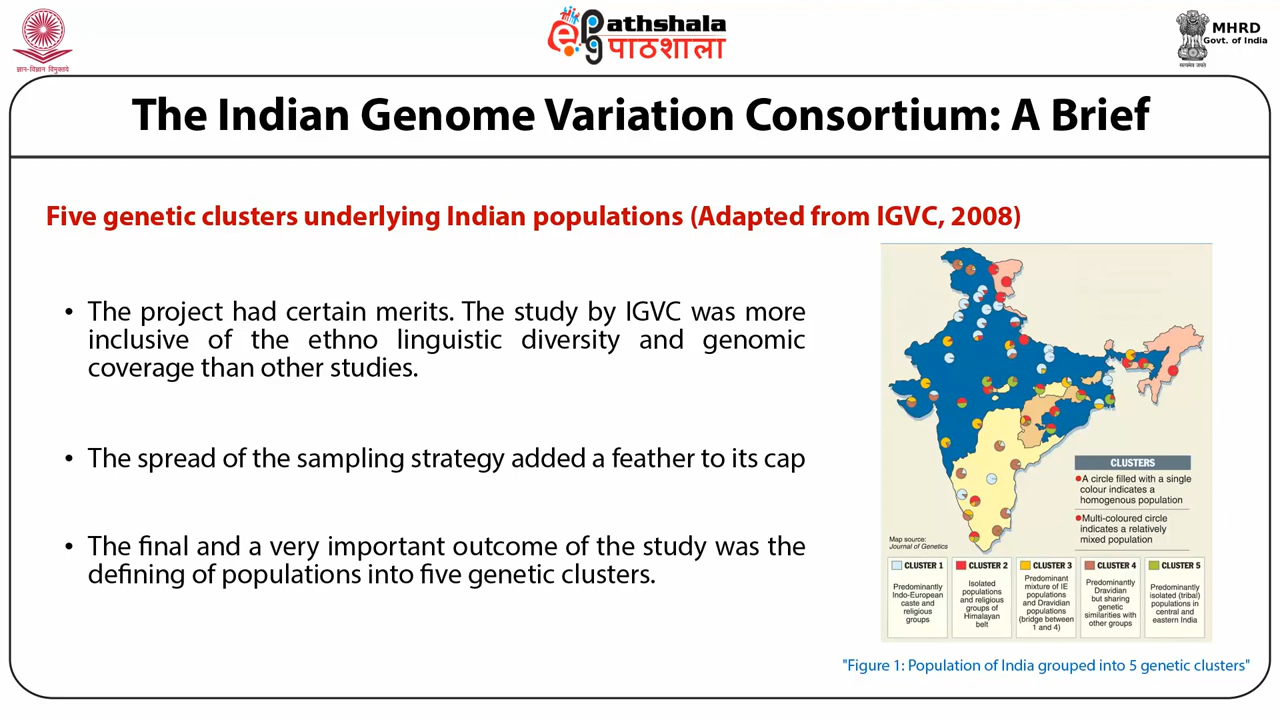 ज्ञान-विज्ञान विमुक्तये
ePathshala
पाठशाला
MHRD
Govt. of India
सत्यमेव जयते
The Indian Genome Variation Consortium: A Brief
Five genetic clusters underlying Indian populations (Adapted from IGVC, 2008)
• The project had certain merits. The study by IGVC was more
inclusive of the ethno linguistic diversity and genomic
coverage than other studies.
• The spread of the sampling strategy added a feather to its cap
• The final and a very important outcome of the study was the
defining of populations into five genetic clusters.
CLUSTERS
A circle filled with a single
colour indicates a
homogenous population
Multi-coloured circle
indicates a relatively
mixed population
Map source:
Journal of Genetics
CLUSTER 1
Predominantly
Indo-European
caste and
religious
groups
CLUSTER 2
Isolated
populations
and religious
groups of
Himalayan
belt
CLUSTER 3
Predominant
mixture of IE
populations
and Dravidian
populations
(bridge between
1 and 4)
CLUSTER 4
Predominantly
Dravidian
but sharing
genetic
similarities with
other groups
CLUSTER 5
Predominantly
isolated (tribal)
populations in
central and
eastern India
"Figure 1: Population of India grouped into 5 genetic clusters"